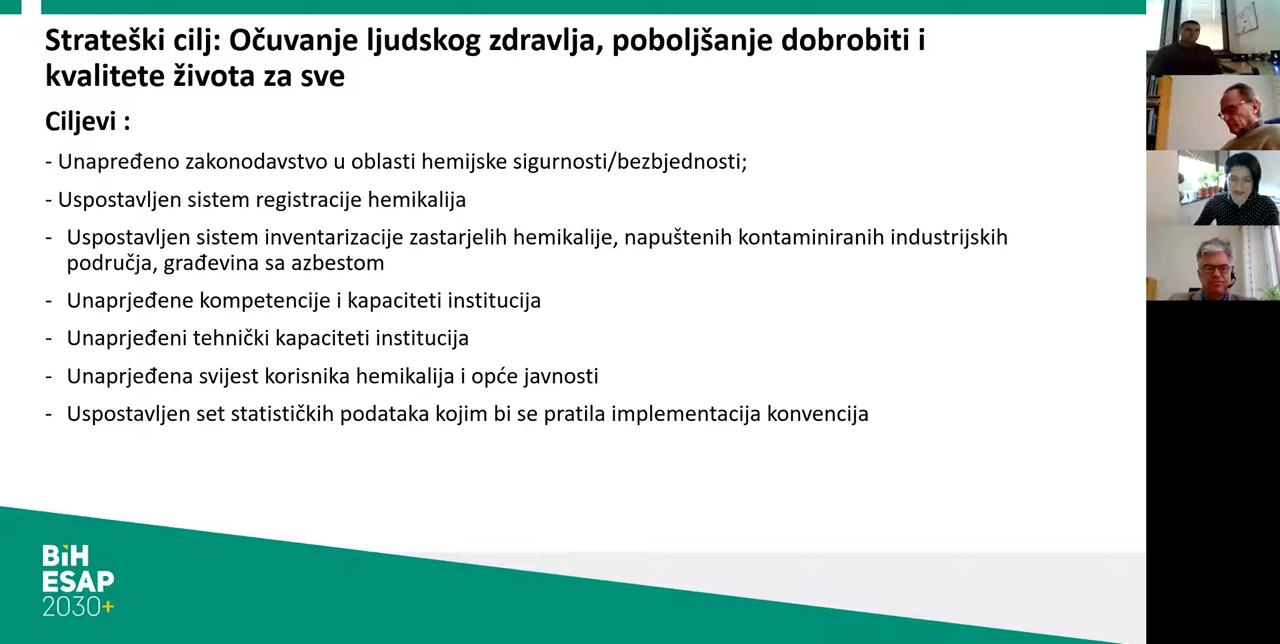 Strateški cilj: Očuvanje ljudskog zdravlja, poboljšanje dobrobiti i
kvalitete života za sve
Ciljevi :
- Unapređeno zakonodavstvo u oblasti hemijske sigurnosti/bezbjednosti;
- Uspostavljen sistem registracije hemikalija
- Uspostavljen sistem inventarizacije zastarjelih hemikalije, napuštenih kontaminiranih industrijskih
područja, građevina sa azbestom
- Unaprjeđene kompetencije i kapaciteti institucija
- Unaprjeđeni tehnički kapaciteti institucija
- Unaprjeđena svijest korisnika hemikalija i opće javnosti
- Uspostavljen set statističkih podataka kojim bi se pratila implementacija konvencija
BiH
ESAP
2030+